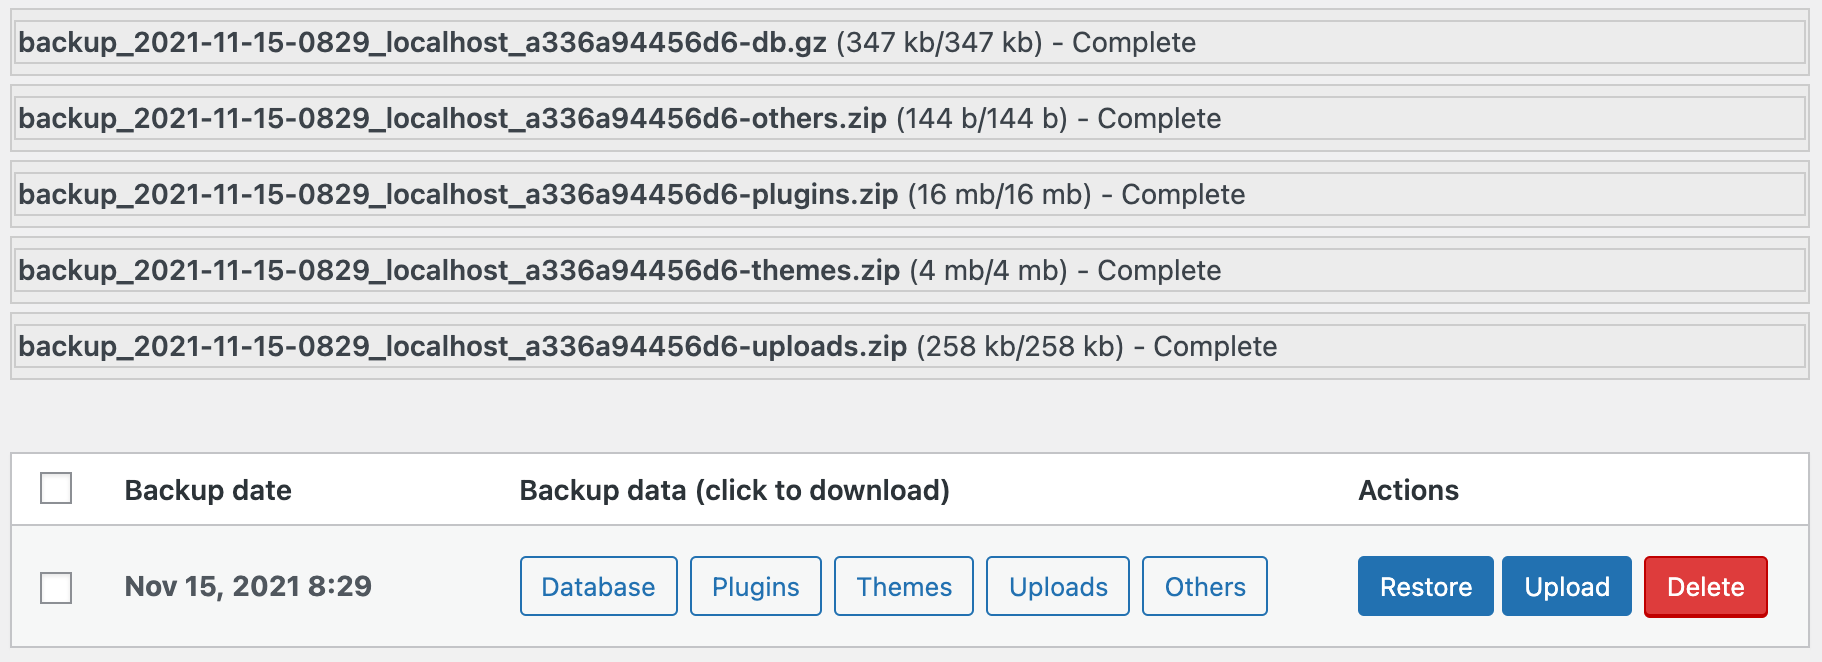 backup_2021-11-15-0829_localhost_a336a94456d6-db.gz (347 kb/347 kb) - Complete
backup_2021-11-15-0829_localhost_a336a94456d6-others.zip (144 b/144 b) - Complete
backup_2021-11-15-0829_localhost_a336a94456d6-plugins.zip (16 mb/16 mb) - Complete
backup_2021-11-15-0829_localhost_a336a94456d6-themes.zip (4 mb/4 mb) - Complete
backup_2021-11-15-0829_localhost_a336a94456d6-uploads.zip (258 kb/258 kb) - Complete
Backup date Backup data (click to download) Actions
Nov 15, 2021 8:29 Database Plugins Themes Uploads Others Restore Upload Delete